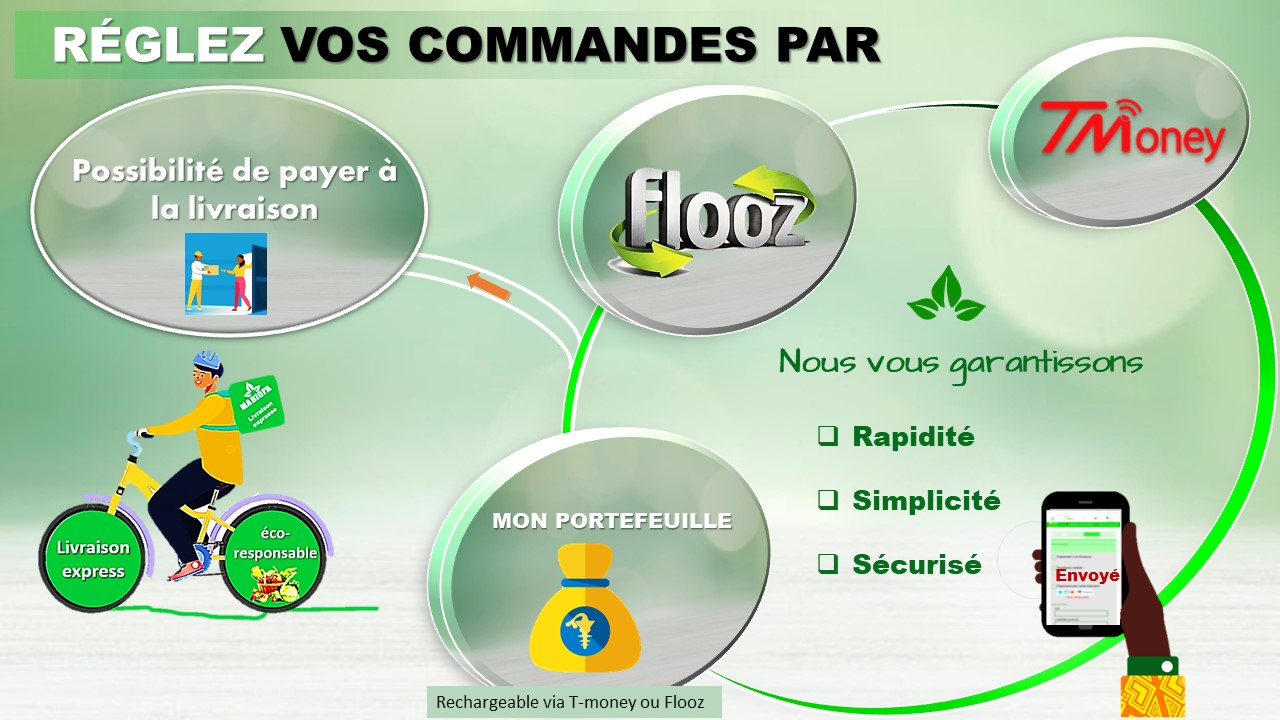 RÉGLEZ VOS COMMANDES PAR
Possibilité de payer à
la livraison
Flooz
TMoney
Nous vous garantissons
Rapidité
Simplicité
Sécurisé
Envoyé
MON PORTEFEUILLE
Rechargeable via T-money ou Flooz
Livraison
expresse
Livraison
express
éco-
responsable